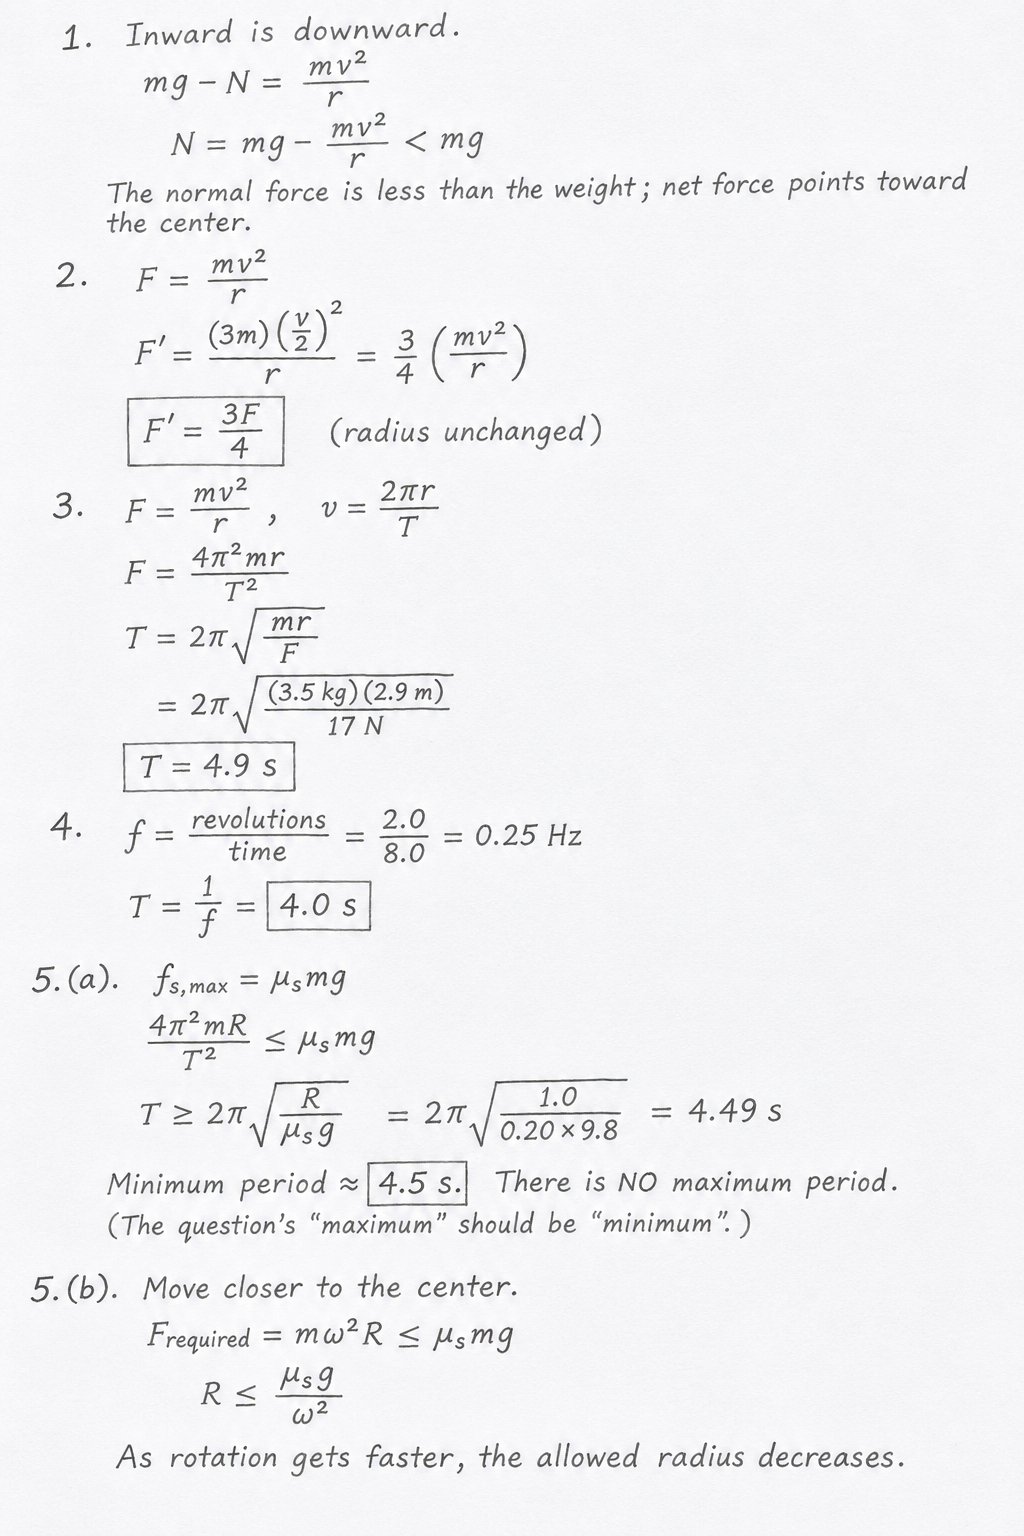 1. Inward is downward.
mg − N = mv²/r
N = mg − mv²/r < mg
The normal force is less than the weight; net force points toward
the center.
2. F = mv²/r
F′ = (3m)(v/2)²/r = 3/4 (mv²/r)
F′ = 3F/4 (radius unchanged)
3. F = mv²/r , v = 2πr/T
F = 4π²mr/T²
T = 2π√(mr/F)
= 2π√((3.5 kg)(2.9 m)/17 N)
T = 4.9 s
4. f = revolutions/time = 2.0/8.0 = 0.25 Hz
T = 1/f = 4.0 s
5.(a). fs,max = μsmg
4π²mR/T² ≤ μsmg
T ≥ 2π√(R/μsg) = 2π√(1.0/0.20×9.8) = 4.49 s
Minimum period ≈ 4.5 s. There is NO maximum period.
(The question's "maximum" should be "minimum".)
5.(b). Move closer to the center.
Frequired = mω²R ≤ μsmg
R ≤ μsg/ω²
As rotation gets faster, the allowed radius decreases.